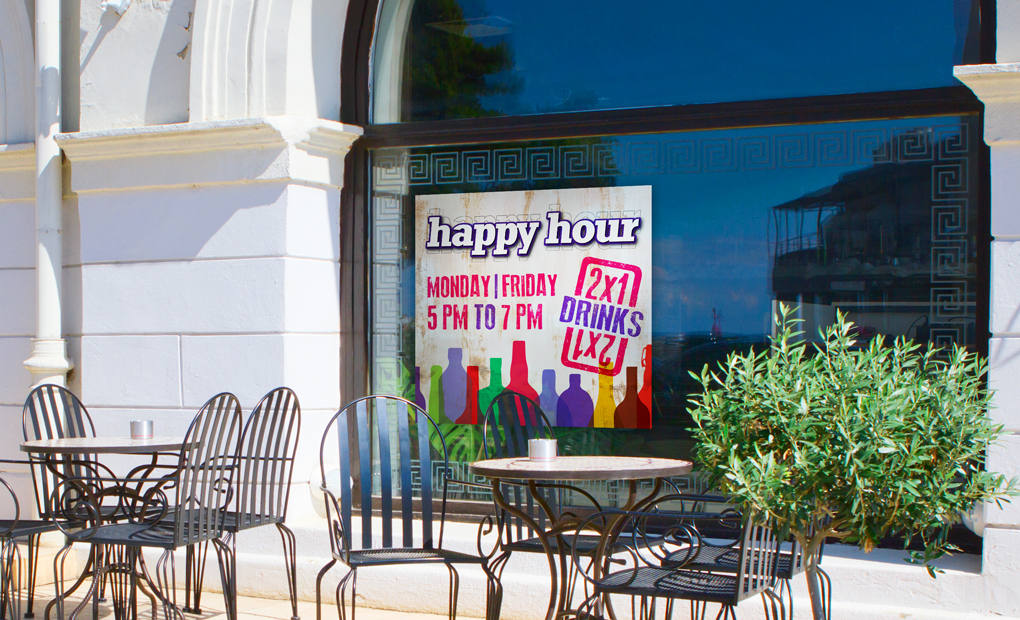 happy hour
MONDAY | FRIDAY
5 PM TO 7 PM
2x1
DRINKS
2x1